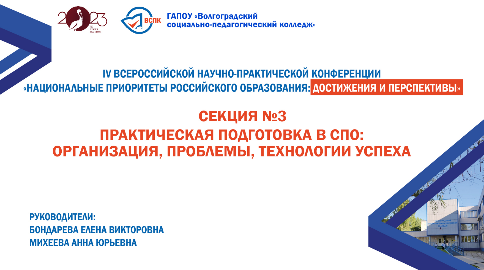 2023
ВСПК
ГАПОУ «Волгоградский
социально-педагогический колледж»
IV ВСЕРОССИЙСКОЙ НАУЧНО-ПРАКТИЧЕСКОЙ КОНФЕРЕНЦИИ
«НАЦИОНАЛЬНЫЕ ПРИОРИТЕТЫ РОССИЙСКОГО ОБРАЗОВАНИЯ: ДОСТИЖЕНИЯ И ПЕРСПЕКТИВЫ»
СЕКЦИЯ №3
ПРАКТИЧЕСКАЯ ПОДГОТОВКА В СПО:
ОРГАНИЗАЦИЯ, ПРОБЛЕМЫ, ТЕХНОЛОГИИ УСПЕХА
РУКОВОДИТЕЛИ:
БОНДАРЕВА ЕЛЕНА ВИКТОРОВНА
МИХЕЕВА АННА ЮРЬЕВНА